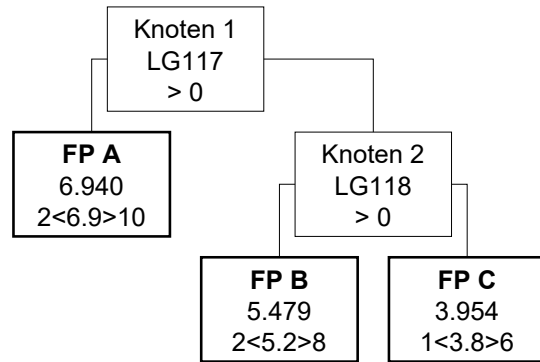 Knoten 1
LG117
> 0
FP A
6.940
2<6.9>10
Knoten 2
LG118
> 0
FP B
5.479
2<5.2>8
FP C
3.954
1<3.8>6